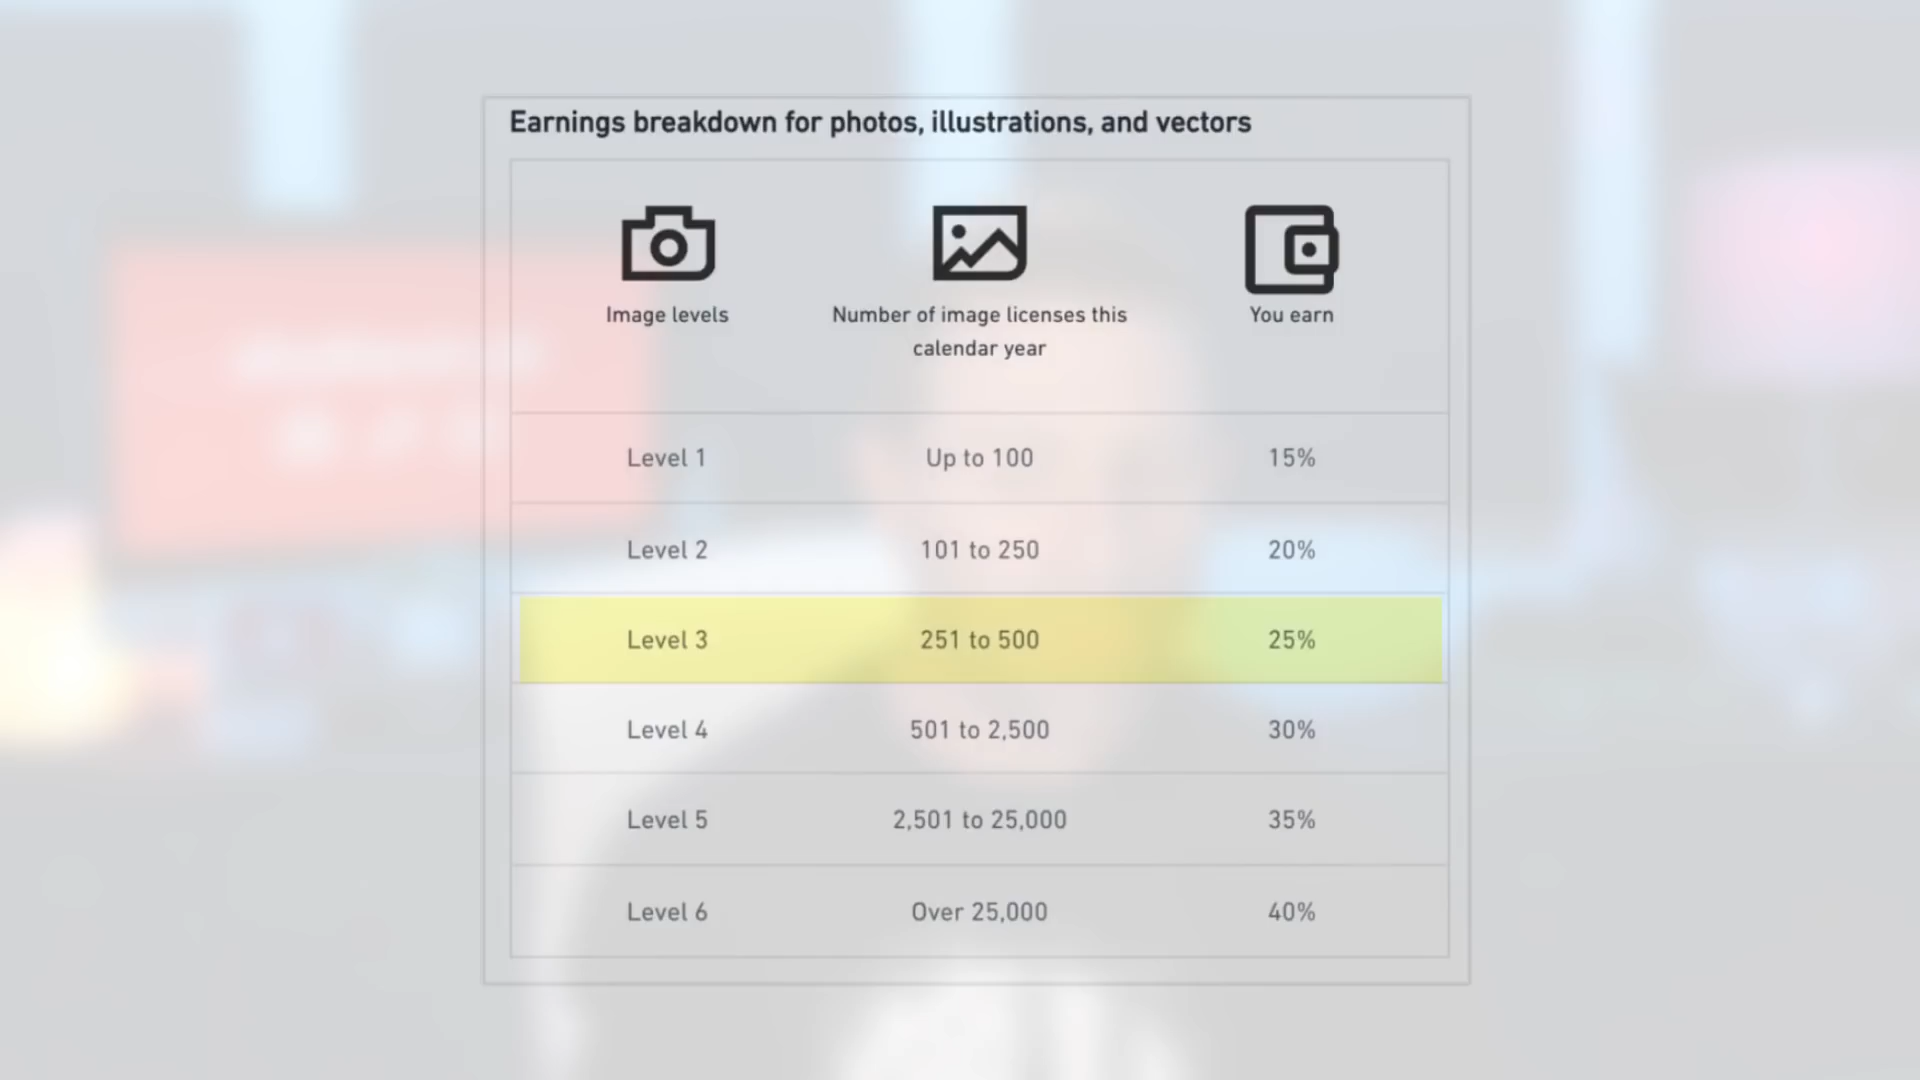 Earnings breakdown for photos, illustrations, and vectors
Image levels
Number of image licenses this
calendar year
You earn
Level 1 Up to 100 15%
Level 2 101 to 250 20%
Level 3 251 to 500 25%
Level 4 501 to 2,500 30%
Level 5 2,501 to 25,000 35%
Level 6 Over 25,000 40%